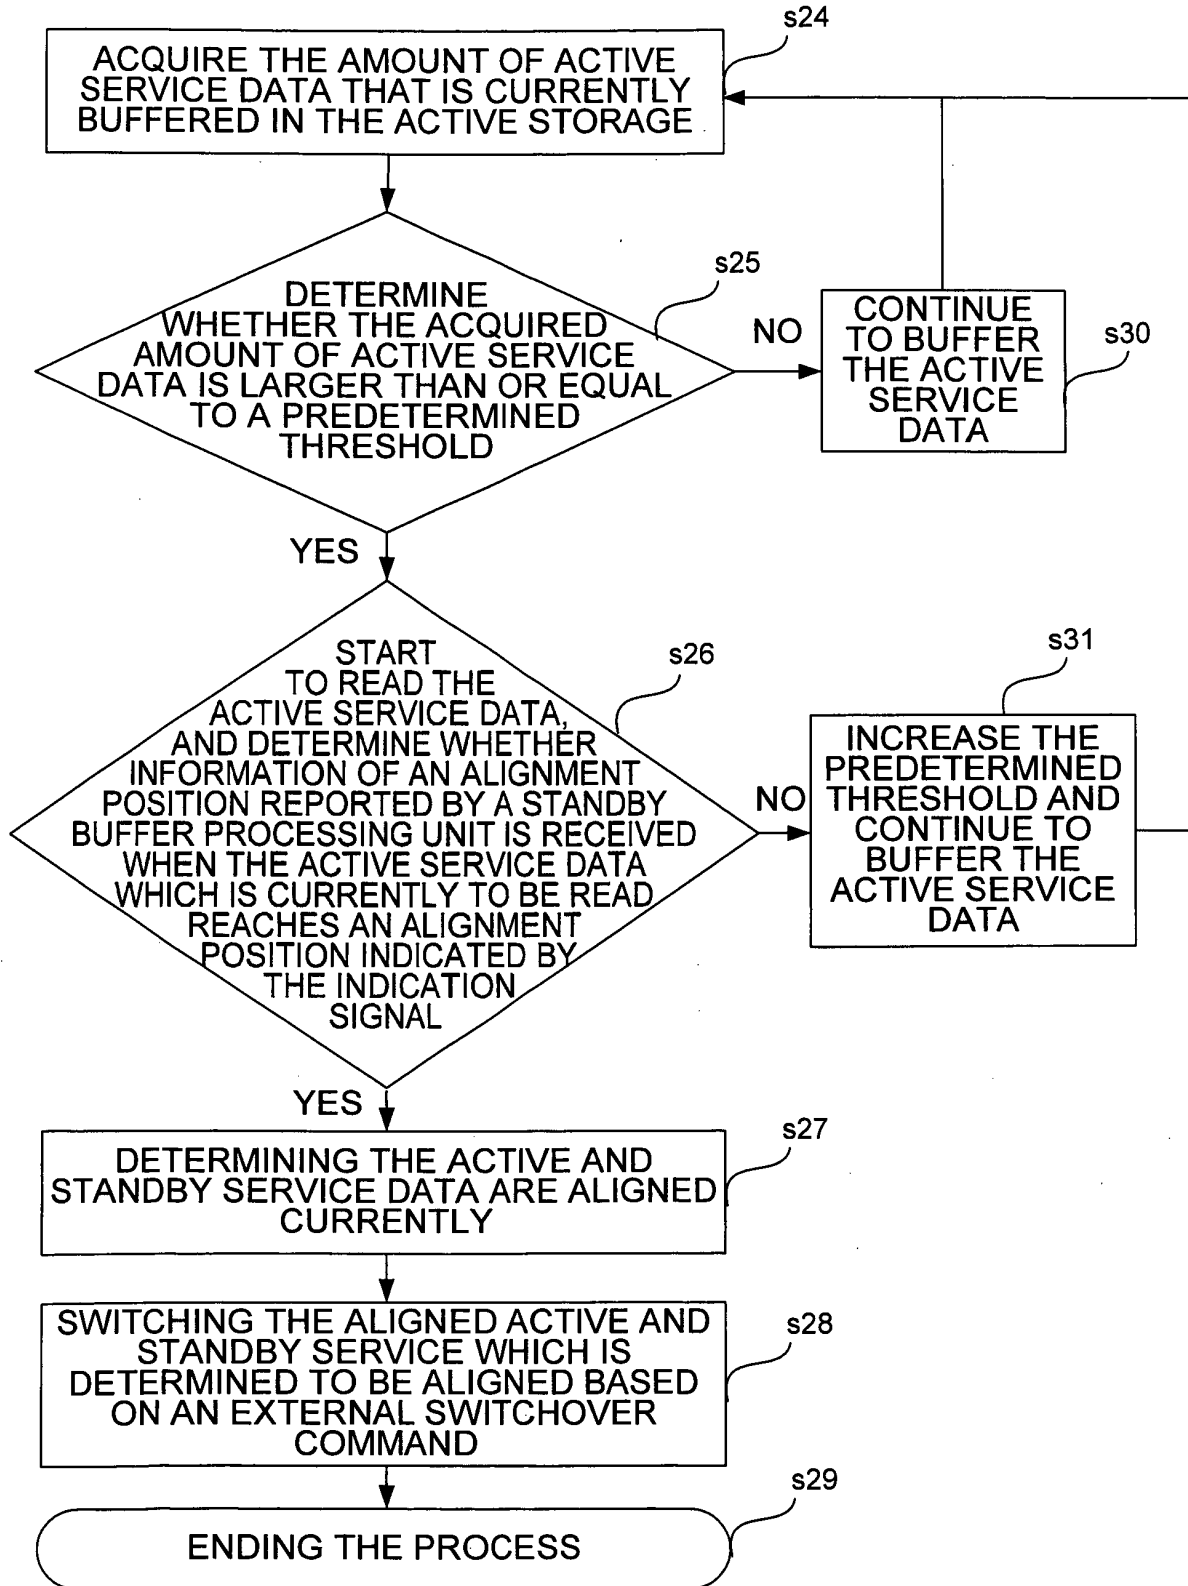 s24
ACQUIRE THE AMOUNT OF ACTIVE
SERVICE DATA THAT IS CURRENTLY
BUFFERED IN THE ACTIVE STORAGE
s25
DETERMINE
WHETHER THE ACQUIRED
AMOUNT OF ACTIVE SERVICE
DATA IS LARGER THAN OR EQUAL
TO A PREDETERMINED
THRESHOLD
NO
CONTINUE
TO BUFFER
THE ACTIVE
SERVICE
DATA
s30
YES
START
TO READ THE
ACTIVE SERVICE DATA,
AND DETERMINE WHETHER
INFORMATION OF AN ALIGNMENT
POSITION REPORTED BY A STANDBY
BUFFER PROCESSING UNIT IS RECEIVED
WHEN THE ACTIVE SERVICE DATA
WHICH IS CURRENTLY TO BE READ
REACHES AN ALIGNMENT
POSITION INDICATED BY
THE INDICATION
SIGNAL
s26
NO
s31
INCREASE THE
PREDETERMINED
THRESHOLD AND
CONTINUE TO
BUFFER THE
ACTIVE SERVICE
DATA
YES
s27
DETERMINING THE ACTIVE AND
STANDBY SERVICE DATA ARE ALIGNED
CURRENTLY
s28
SWITCHING THE ALIGNED ACTIVE AND
STANDBY SERVICE WHICH IS
DETERMINED TO BE ALIGNED BASED
ON AN EXTERNAL SWITCHOVER
COMMAND
s29
ENDING THE PROCESS